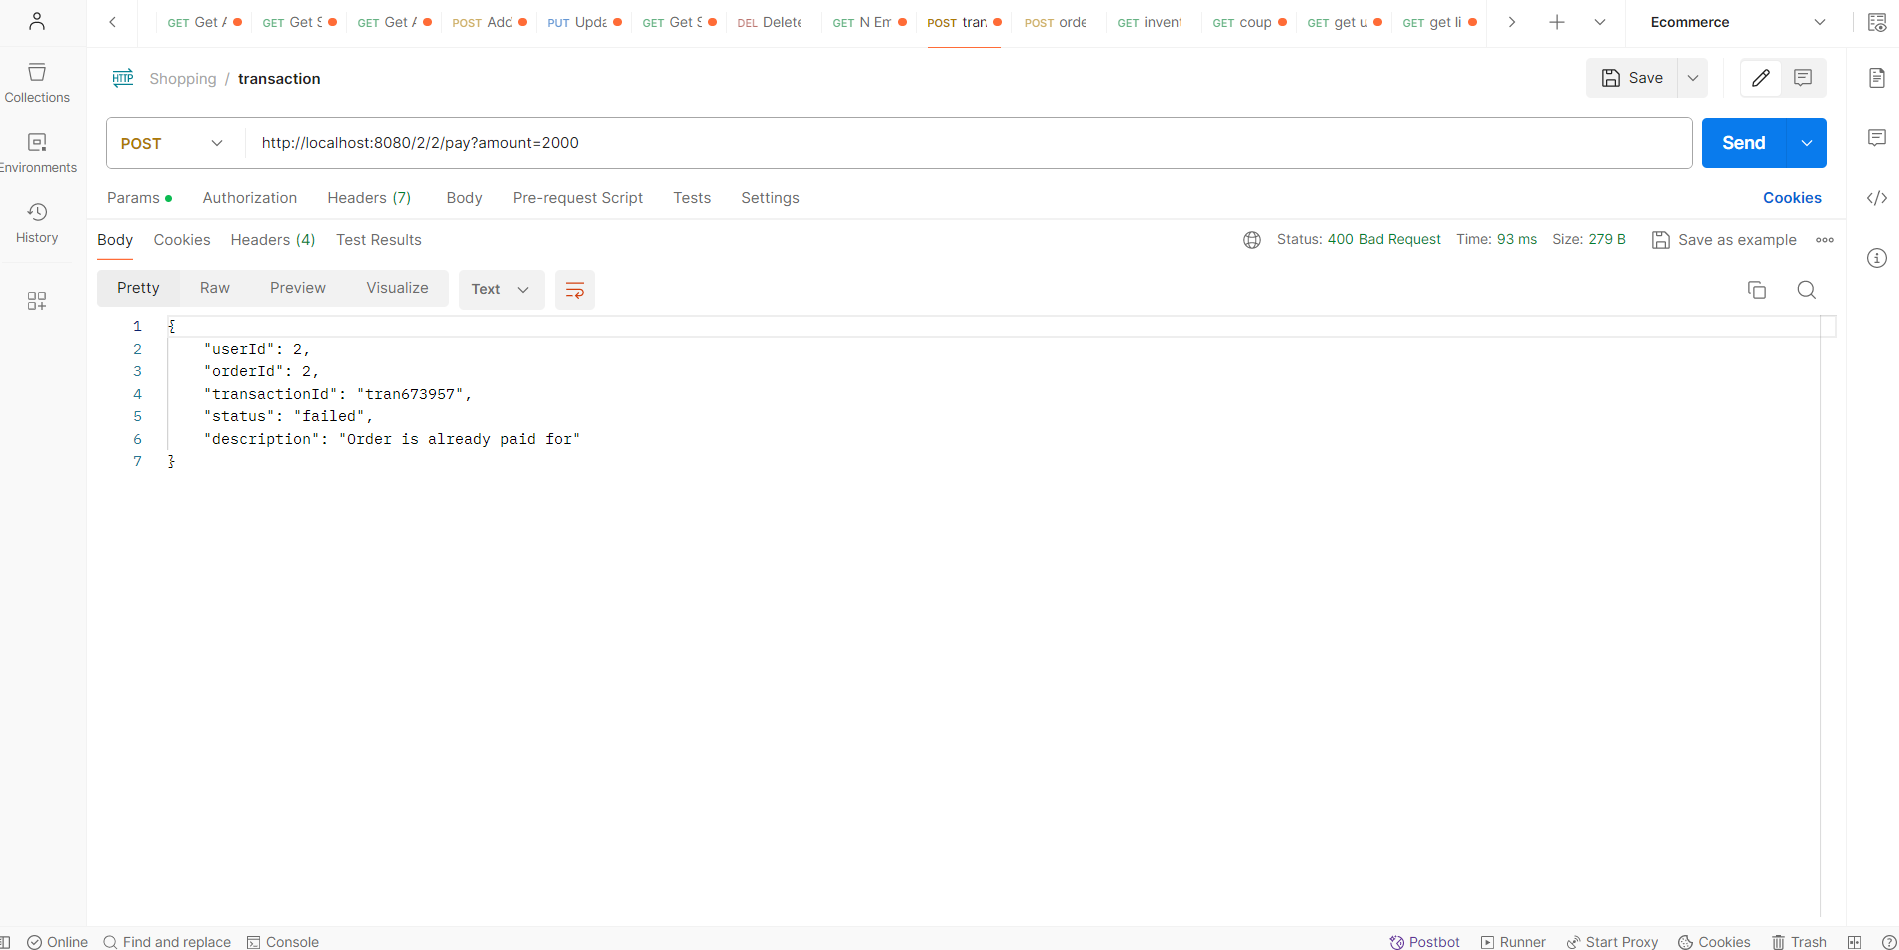 GET Get A GET Get S GET Get A POST Add PUT Upda GET Get S DEL Delete GET N Em POST tran POST orde GET invent GET coup GET get u GET get li Ecommerce
Collections
Environments
History
HTTP Shopping / transaction Save
POST http://localhost:8080/2/2/pay?amount=2000 Send
Params Authorization Headers (7) Body Pre-request Script Tests Settings Cookies
Body Cookies Headers (4) Test Results Status: 400 Bad Request Time: 93 ms Size: 279 B Save as example
Pretty Raw Preview Visualize Text
1 {
2 "userId": 2,
3 "orderId": 2,
4 "transactionId": "tran673957",
5 "status": "failed",
6 "description": "Order is already paid for"
7 }
Online Find and replace Console Postbot Runner Start Proxy Cookies Trash